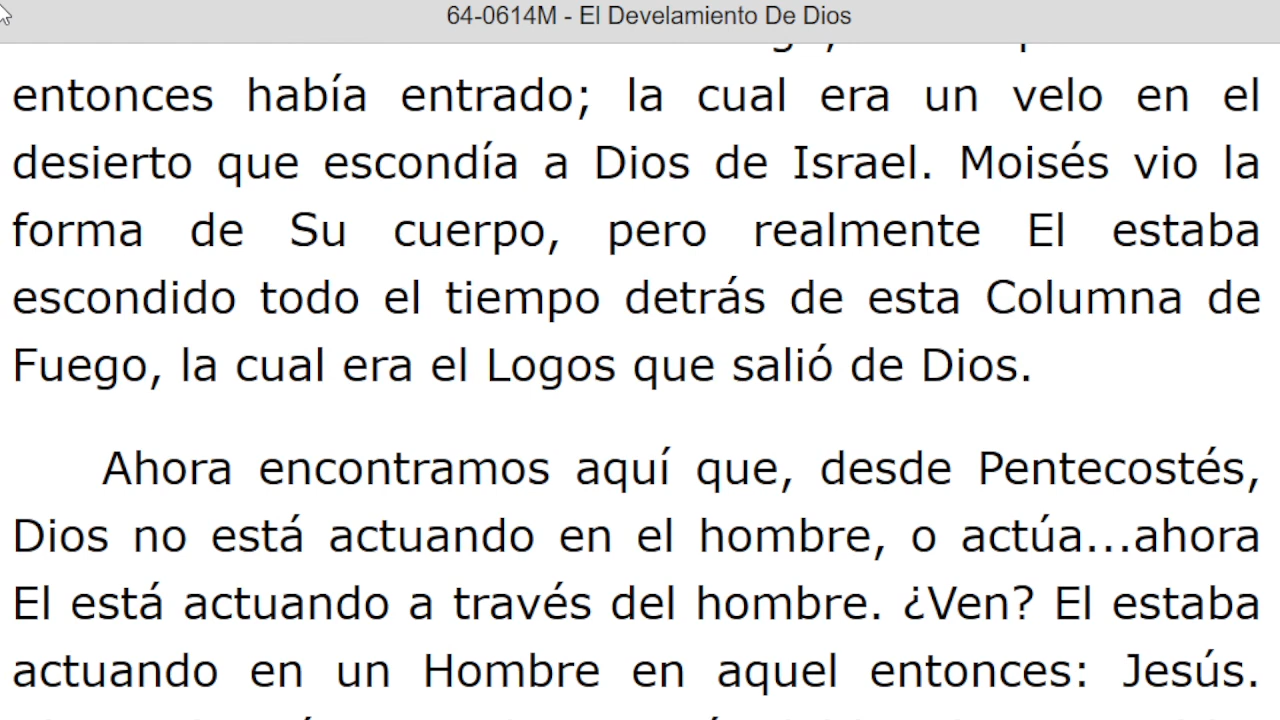 64-0614M - El Develamiento De Dios
entonces había entrado; la cual era un velo en el
desierto que escondía a Dios de Israel. Moisés vio la
forma de Su cuerpo, pero realmente El estaba
escondido todo el tiempo detrás de esta Columna de
Fuego, la cual era el Logos que salió de Dios.
Ahora encontramos aquí que, desde Pentecostés,
Dios no está actuando en el hombre, o actúa...ahora
El está actuando a través del hombre. ¿Ven? El estaba
actuando en un Hombre en aquel entonces: Jesús.